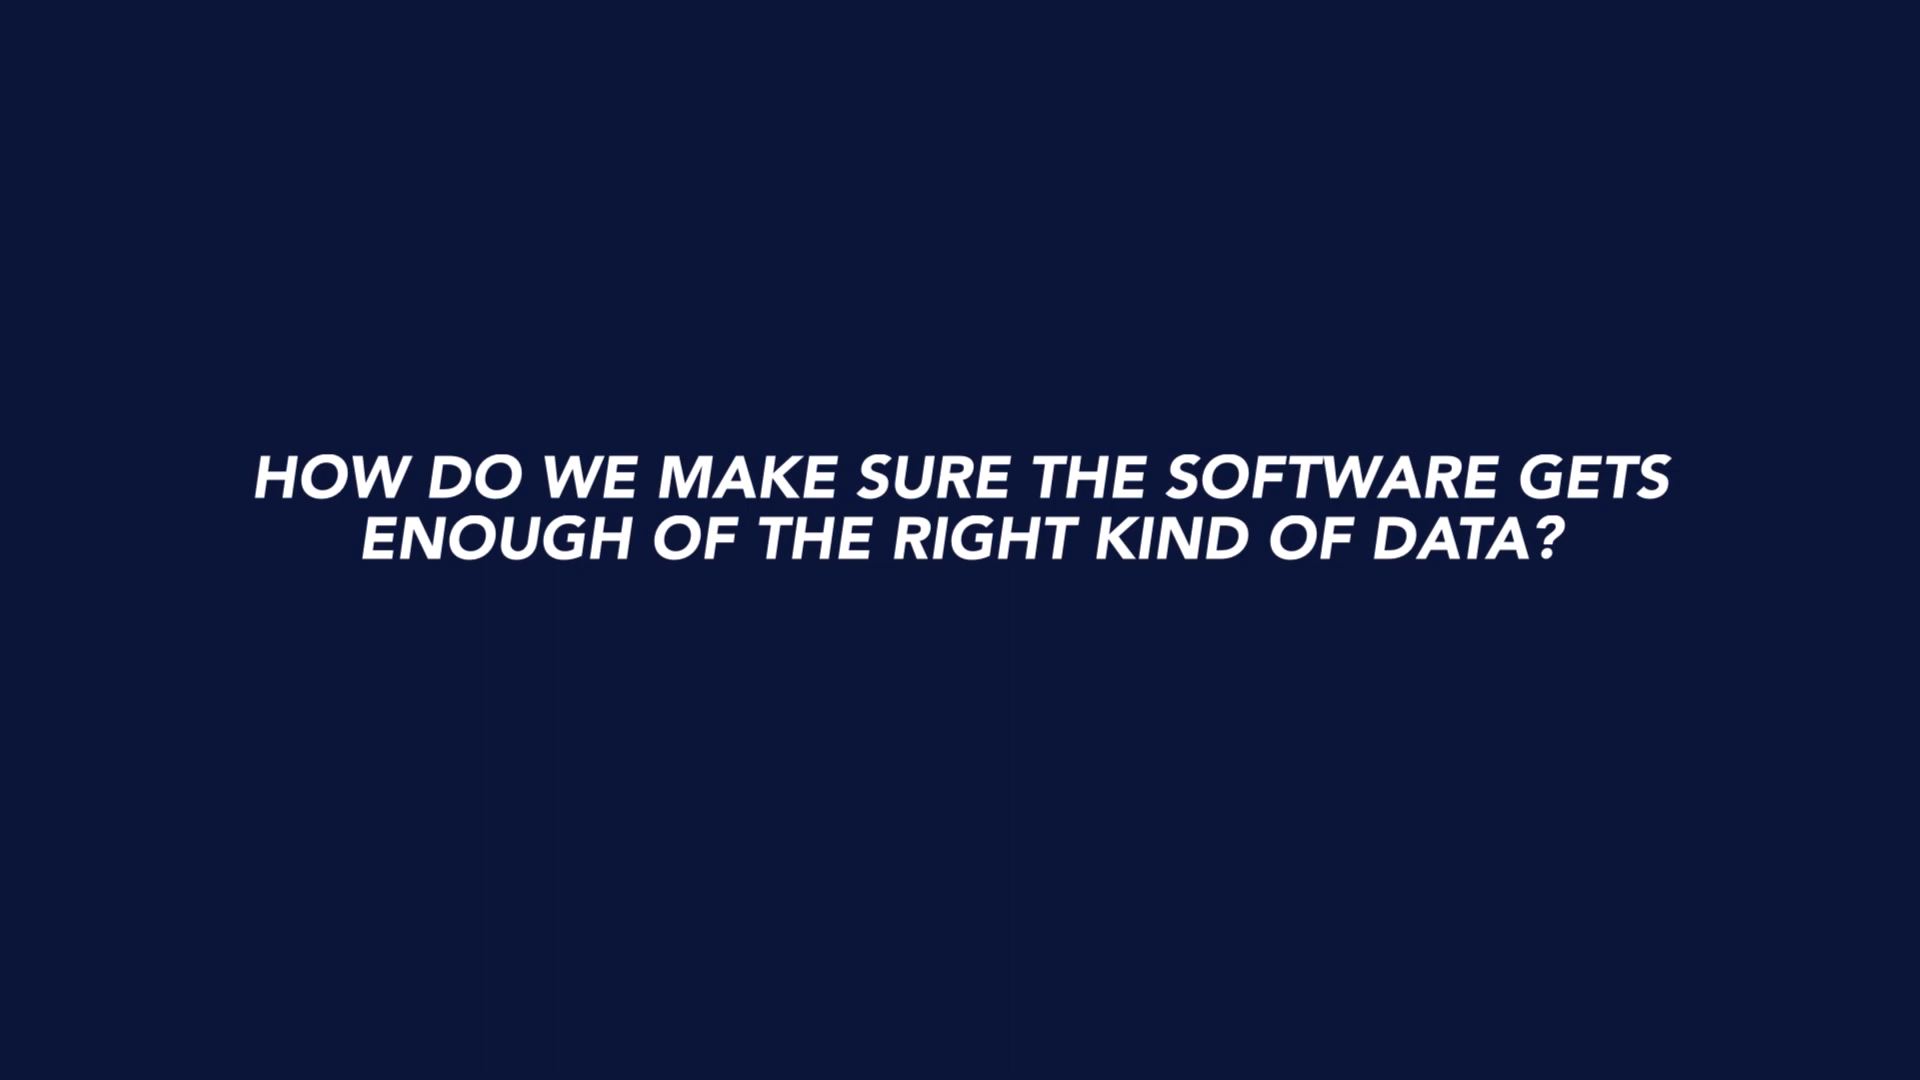 HOW DO WE MAKE SURE THE SOFTWARE GETS
ENOUGH OF THE RIGHT KIND OF DATA?